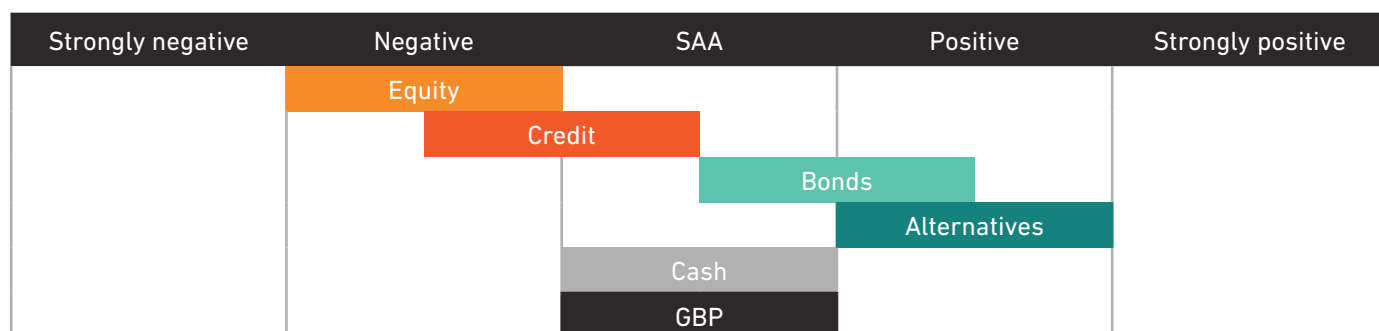 Strongly negative Negative SAA Positive Strongly positive
Equity
Credit
Bonds
Alternatives
Cash
GBP